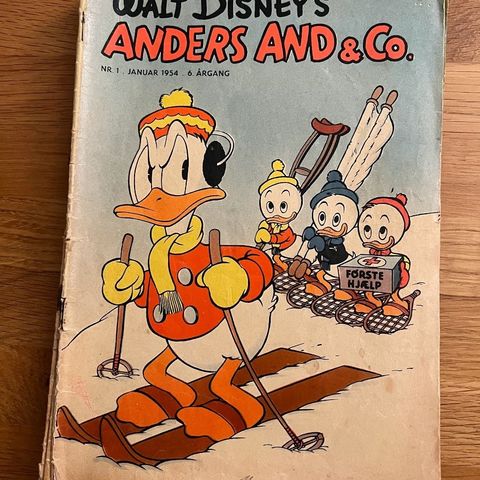 WALT DISNEY'S
ANDERS AND & Co.
NR. 1 . JANUAR 1954 . 6. ÅRGANG
FØRSTE
HJÆLP